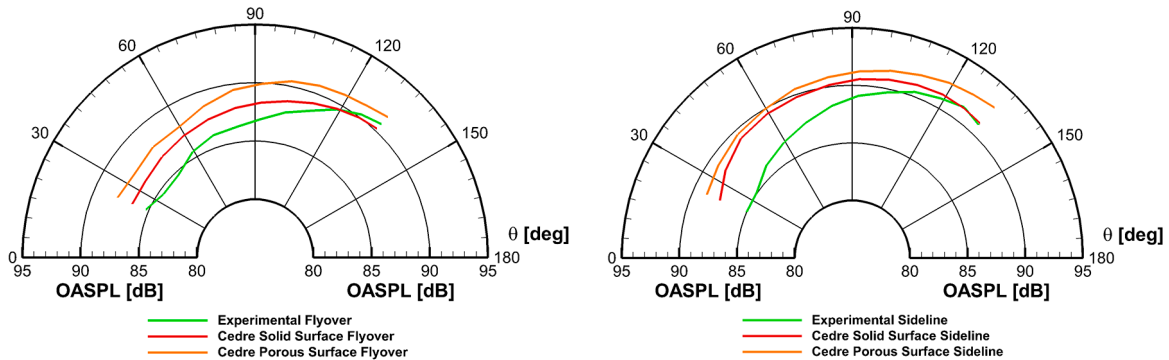 90
60
120
30
150
0
θ [deg]
180
95 90 85 80 80 85 90 95
OASPL [dB] OASPL [dB]
Experimental Flyover
Cedre Solid Surface Flyover
Cedre Porous Surface Flyover
90
60
120
30
150
0
θ [deg]
180
95 90 85 80 80 85 90 95
OASPL [dB] OASPL [dB]
Experimental Sideline
Cedre Solid Surface Sideline
Cedre Porous Surface Sideline